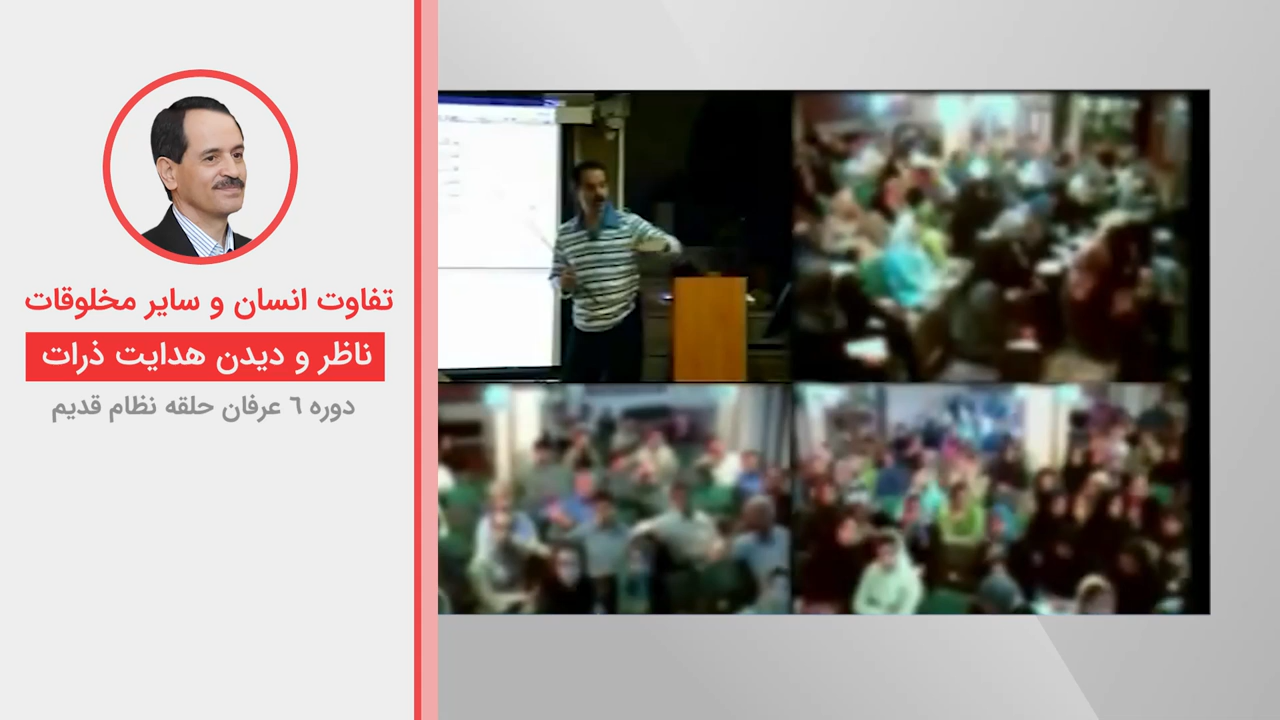 تفاوت انسان و سایر مخلوقات
ناظر و دیدن هدایت ذرات
دوره ٦ عرفان حلقه نظام قدیم